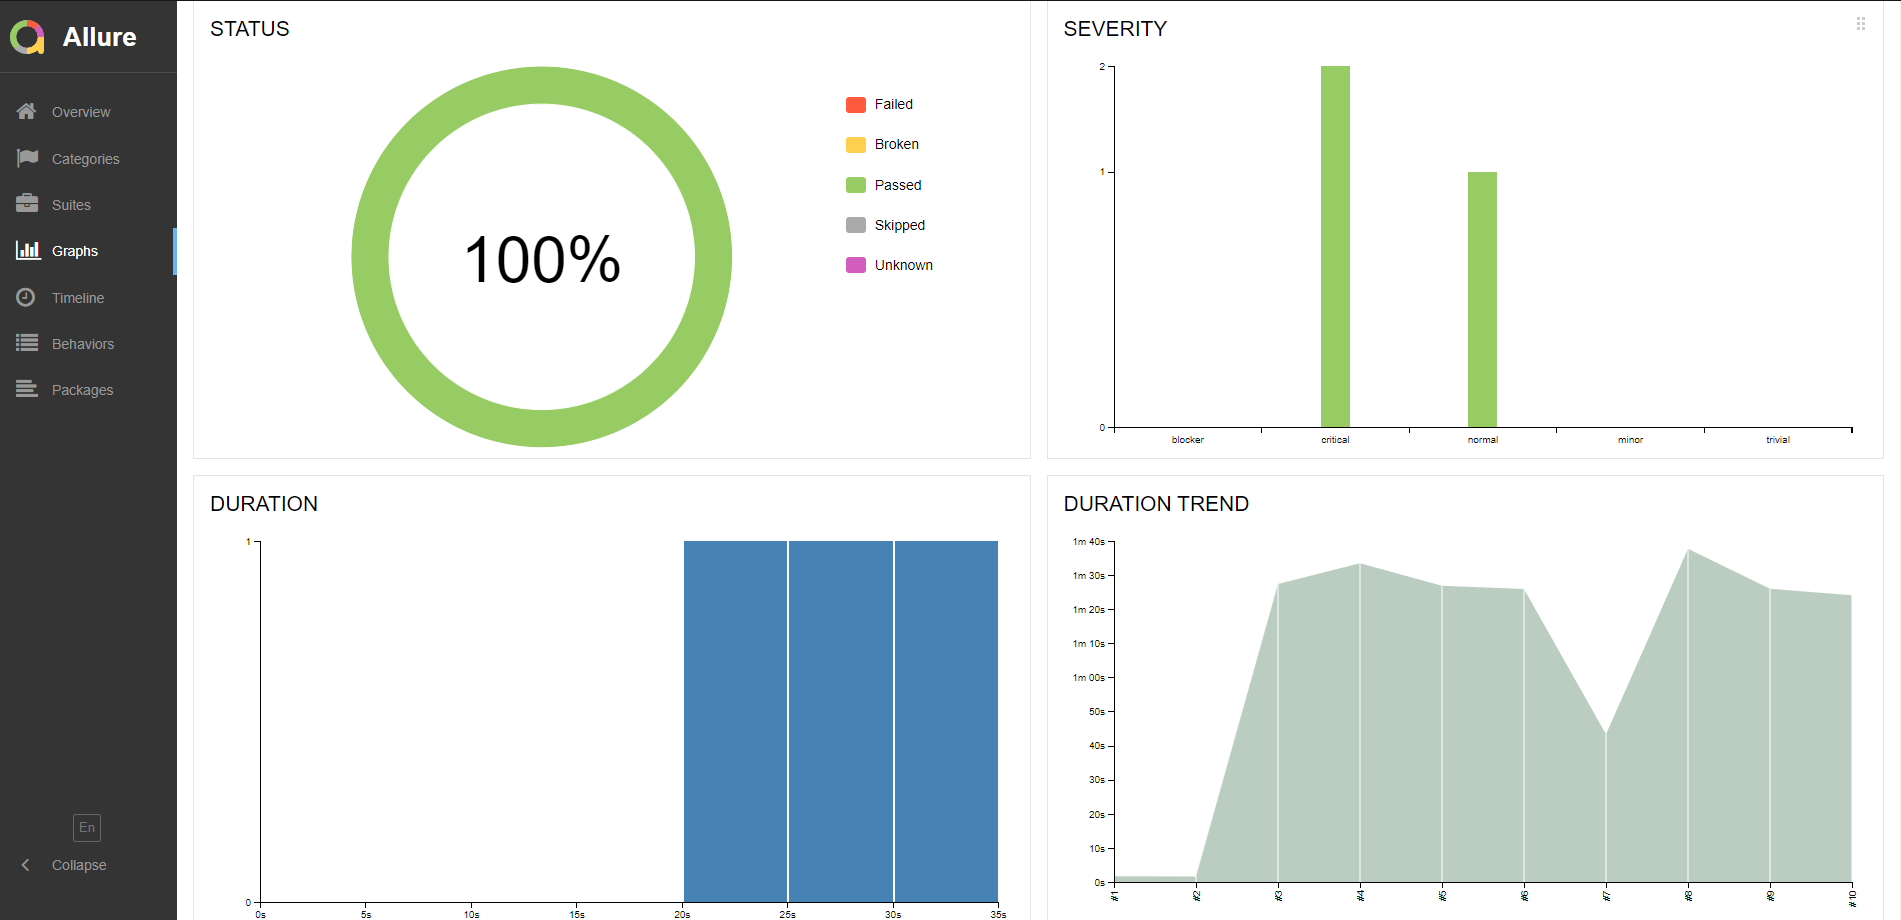 Allure
Overview
Categories
Suites
Graphs
Timeline
Behaviors
Packages
En
Collapse
STATUS
100%
Failed
Broken
Passed
Skipped
Unknown
SEVERITY
2
1
0
blocker critical normal minor trivial
DURATION
1
0
0s 5s 10s 15s 20s 25s 30s 35s
DURATION TREND
1m 40s
1m 30s
1m 20s
1m 10s
1m 00s
50s
40s
30s
20s
10s
0s
#1 #2 #3 #4 #5 #6 #7 #8 #9 #10